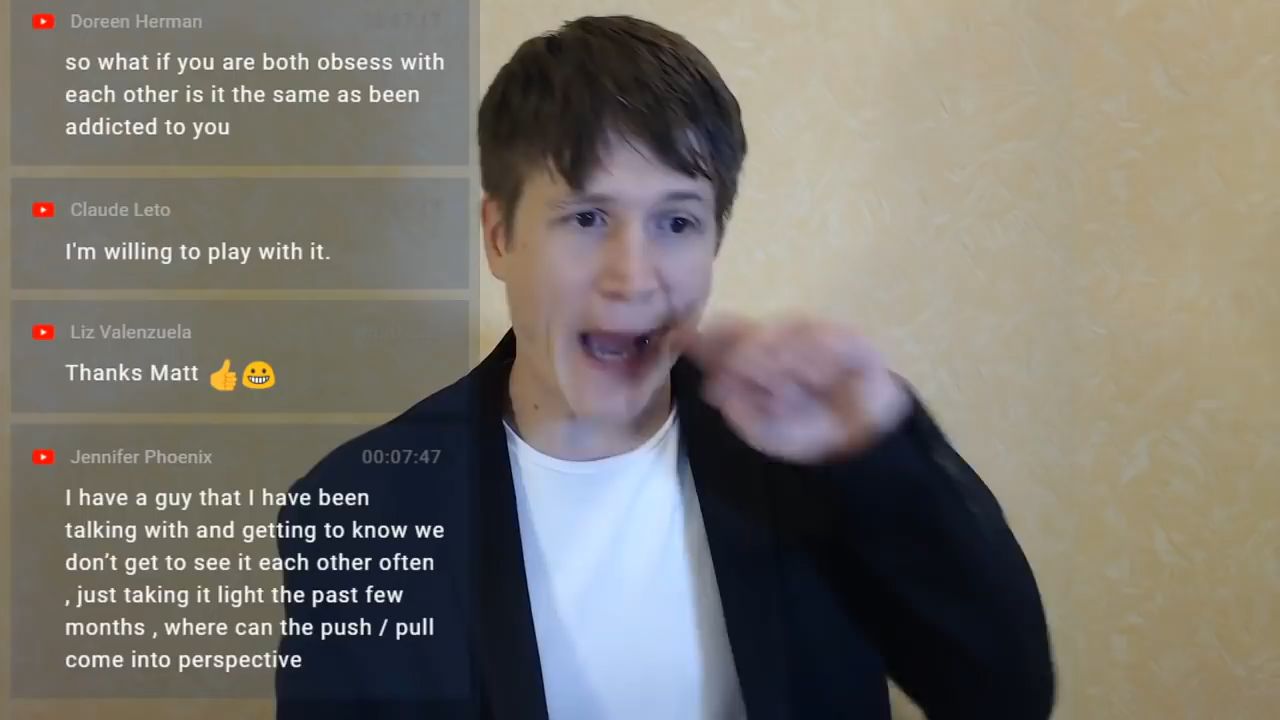 Doreen Herman
so what if you are both obsess with
each other is it the same as been
addicted to you
Claude Leto
I'm willing to play with it.
Liz Valenzuela
Thanks Matt 👍😀
Jennifer Phoenix 00:07:47
I have a guy that I have been
talking with and getting to know we
don’t get to see it each other often
, just taking it light the past few
months , where can the push / pull
come into perspective